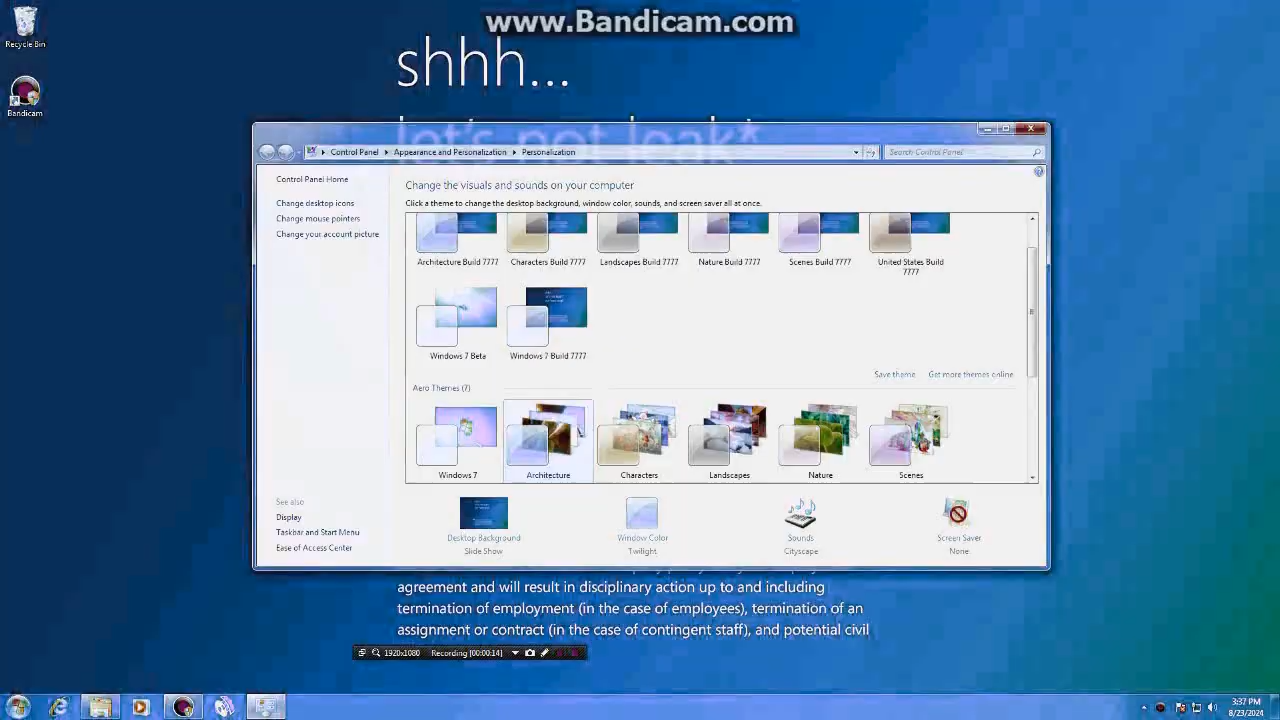 www.Bandicam.com
Recycle Bin
shhh...
Bandicam
let's not leak*
Control Panel Appearance and Personalization Personalization
Search Control Panel
Control Panel Home
Change desktop icons
Change mouse pointers
Change your account picture
Change the visuals and sounds on your computer
Click a theme to change the desktop background, window color, sounds, and screen saver all at once.
Architecture Build 7777
Characters Build 7777
Landscapes Build 7777
Nature Build 7777
Scenes Build 7777
United States Build
7777
Windows 7 Beta
Windows 7 Build 7777
Save theme
Get more themes online
Aero Themes (7)
Windows 7
Architecture
Characters
Landscapes
Nature
Scenes
See also
Display
Taskbar and Start Menu
Ease of Access Center
Desktop Background
Slide Show
Window Color
Twilight
Sounds
Cityscape
Screen Saver
None
agreement and will result in disciplinary action up to and including
termination of employment (in the case of employees), termination of an
assignment or contract (in the case of contingent staff), and potential civil
1920x1080 Recording [00:00:14]
3:37 PM
8/23/2024